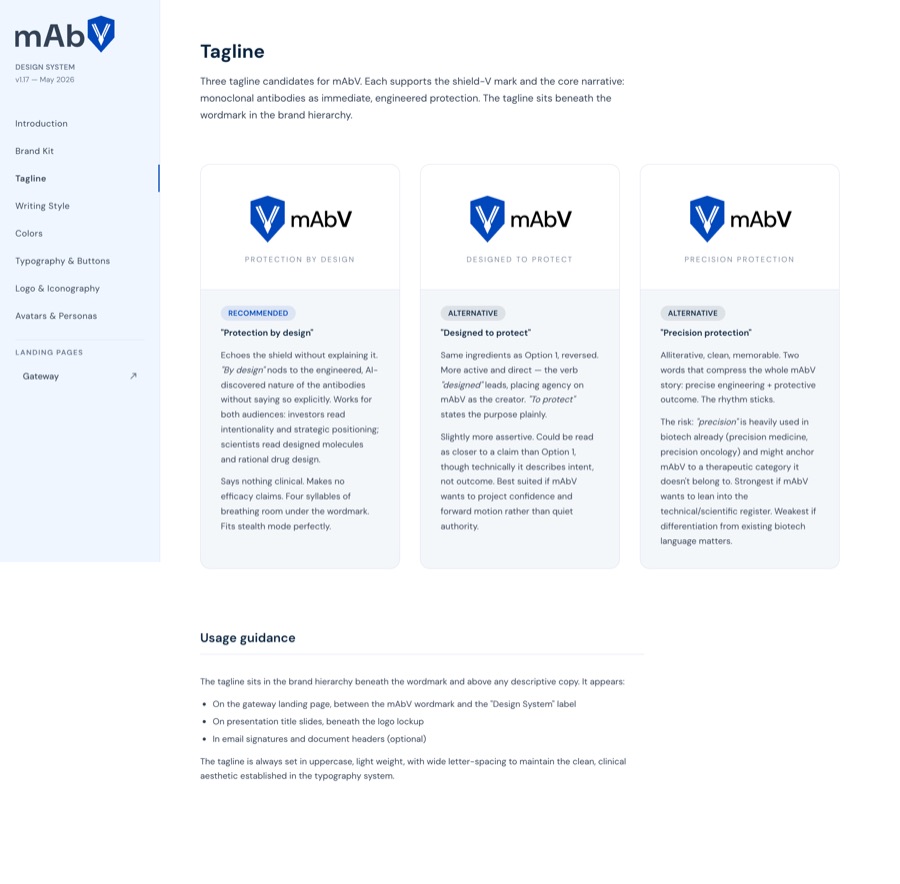 mAbV
DESIGN SYSTEM
v1.17 — May 2026
Introduction
Brand Kit
Tagline
Writing Style
Colors
Typography & Buttons
Logo & Iconography
Avatars & Personas
LANDING PAGES
Gateway ↗
Tagline
Three tagline candidates for mAbV. Each supports the shield-V mark and the core narrative:
monoclonal antibodies as immediate, engineered protection. The tagline sits beneath the
wordmark in the brand hierarchy.
mAbV
PROTECTION BY DESIGN
RECOMMENDED
"Protection by design"
Echoes the shield without explaining it.
"By design" nods to the engineered, AI-
discovered nature of the antibodies
without saying so explicitly. Works for
both audiences: investors read
intentionality and strategic positioning;
scientists read designed molecules
and rational drug design.
Says nothing clinical. Makes no
efficacy claims. Four syllables of
breathing room under the wordmark.
Fits stealth mode perfectly.
mAbV
DESIGNED TO PROTECT
ALTERNATIVE
"Designed to protect"
Same ingredients as Option 1, reversed.
More active and direct — the verb
"designed" leads, placing agency on
mAbV as the creator. "To protect"
states the purpose plainly.
Slightly more assertive. Could be read
as closer to a claim than Option 1,
though technically it describes intent,
not outcome. Best suited if mAbV
wants to project confidence and
forward motion rather than quiet
authority.
mAbV
PRECISION PROTECTION
ALTERNATIVE
"Precision protection"
Alliterative, clean, memorable. Two
words that compress the whole mAbV
story: precise engineering + protective
outcome. The rhythm sticks.
The risk: "precision" is heavily used in
biotech already (precision medicine,
precision oncology) and might anchor
mAbV to a therapeutic category it
doesn't belong to. Strongest if mAbV
wants to lean into the
technical/scientific register. Weakest if
differentiation from existing biotech
language matters.
Usage guidance
The tagline sits in the brand hierarchy beneath the wordmark and above any descriptive copy. It appears:
• On the gateway landing page, between the mAbV wordmark and the "Design System" label
• On presentation title slides, beneath the logo lockup
• In email signatures and document headers (optional)
The tagline is always set in uppercase, light weight, with wide letter-spacing to maintain the clean, clinical
aesthetic established in the typography system.